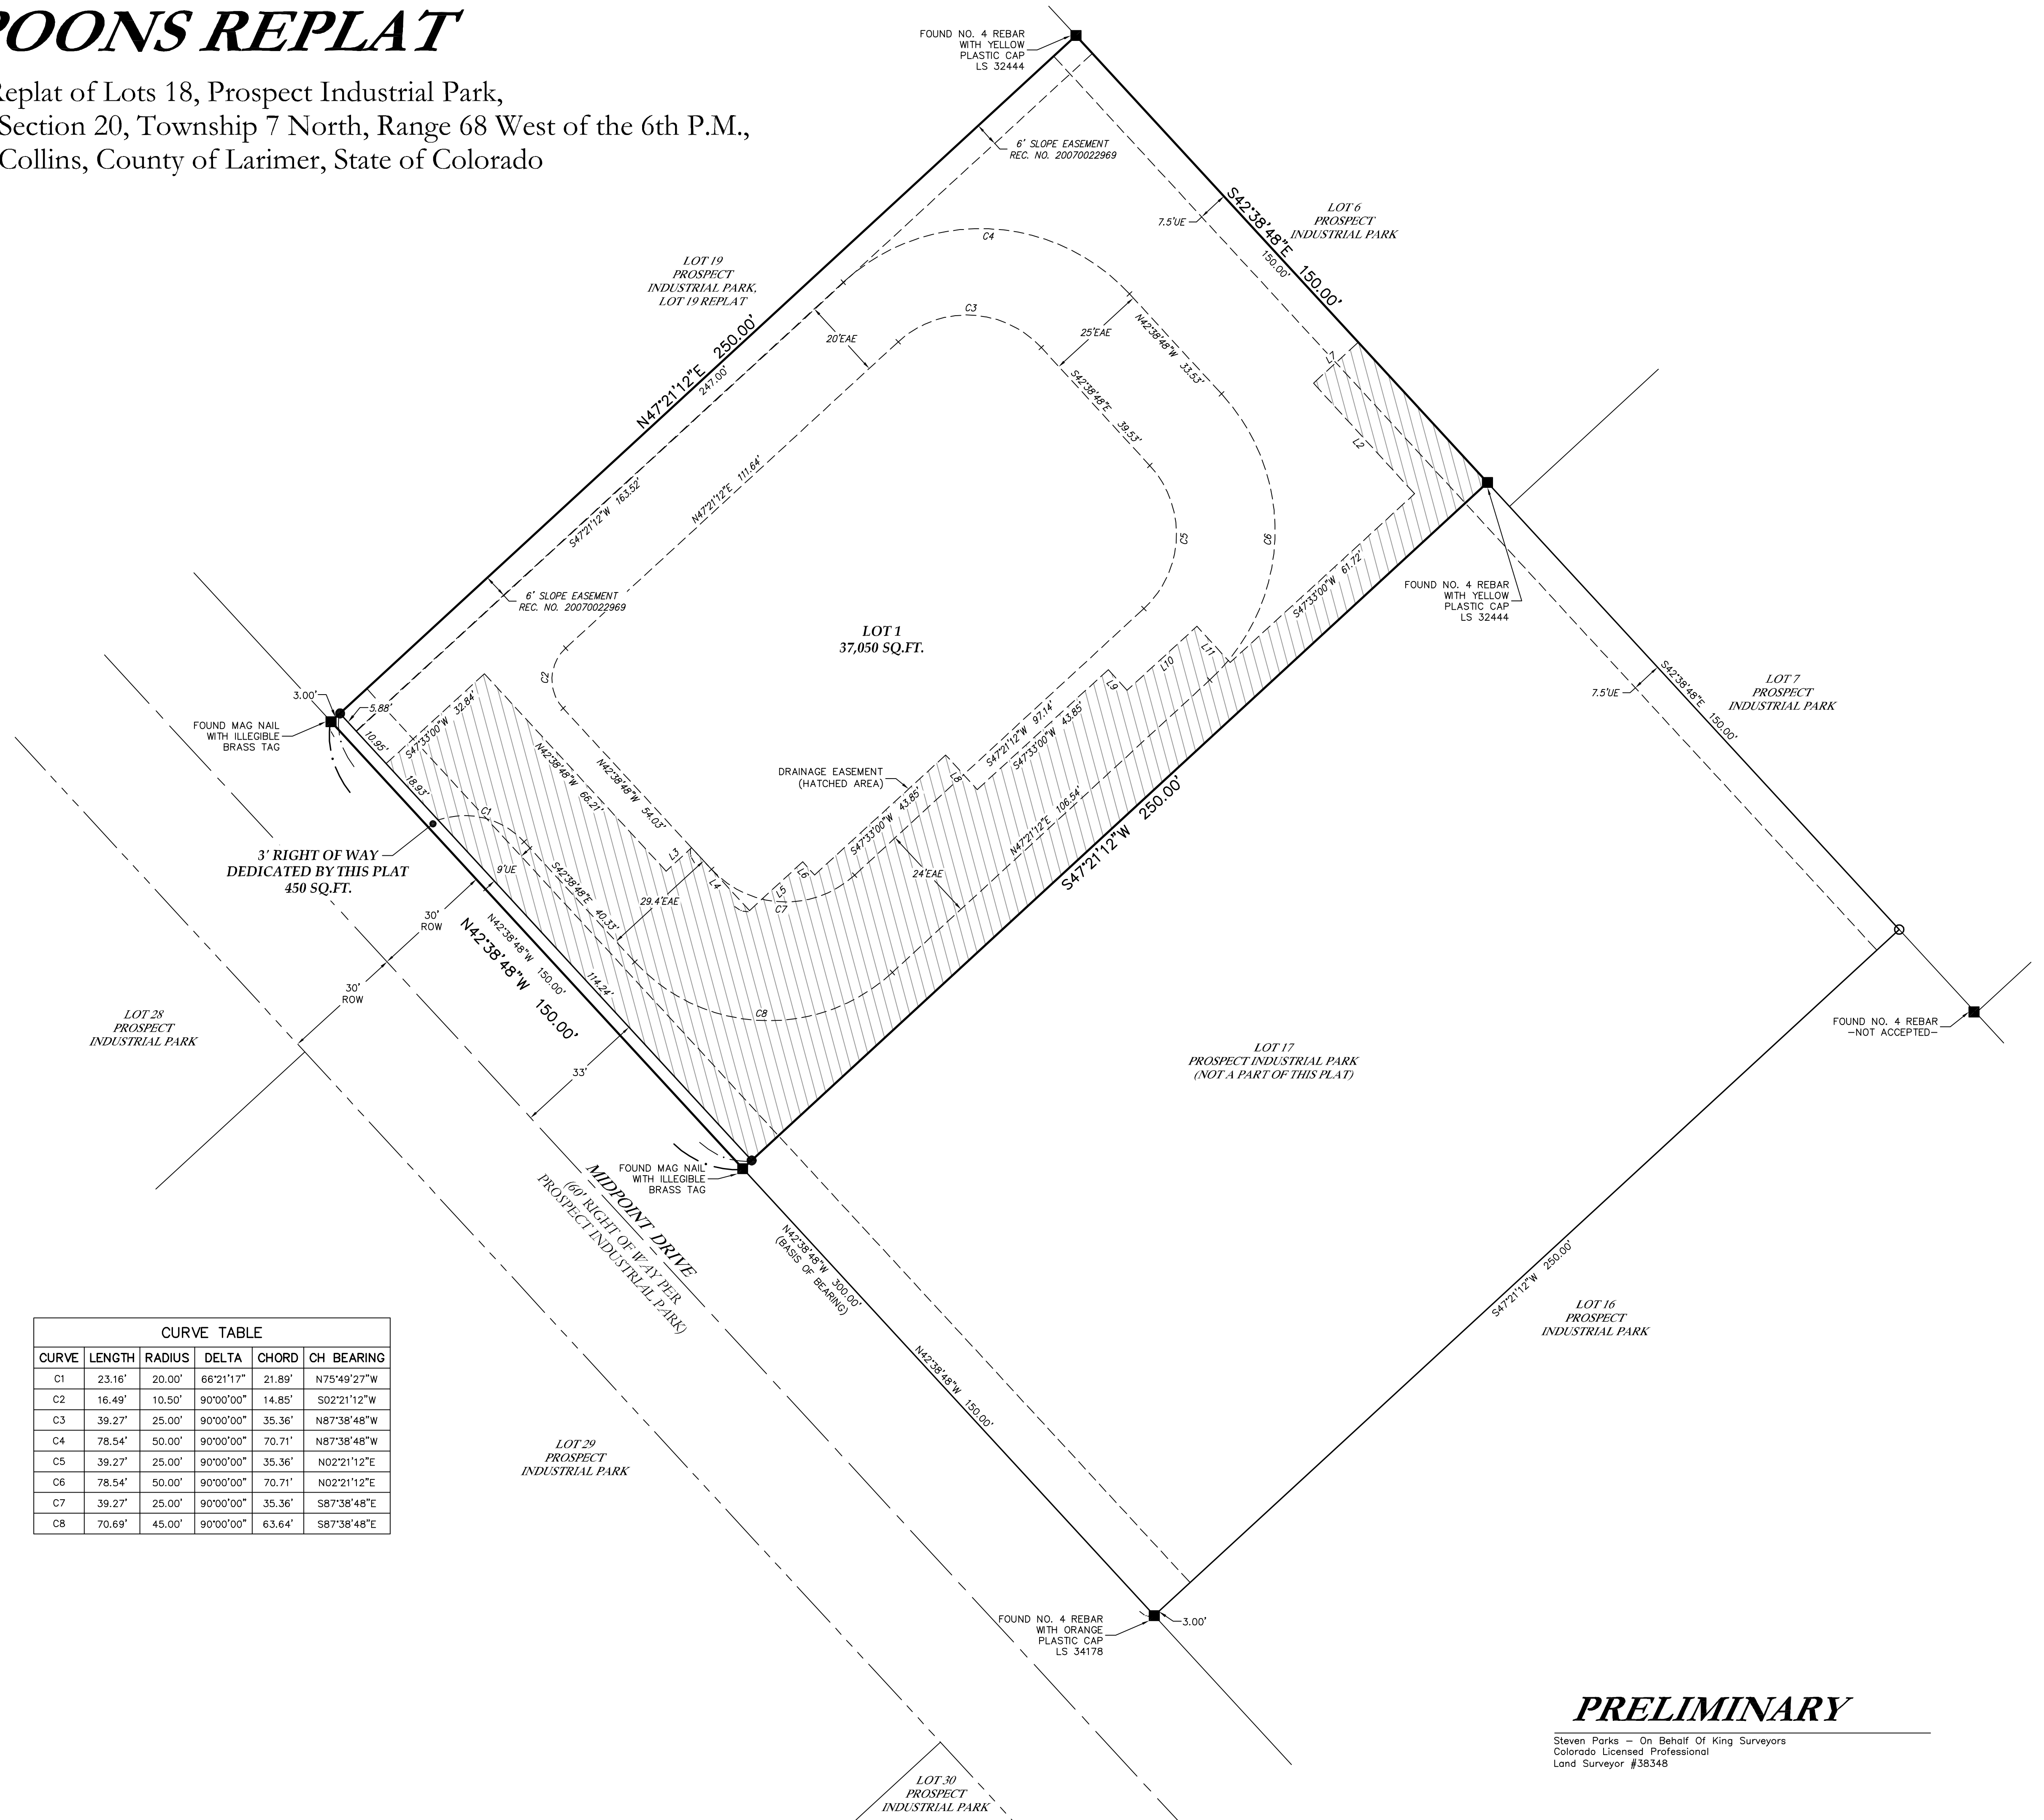 POONS REPLAT
Replat of Lots 18, Prospect Industrial Park,
Section 20, Township 7 North, Range 68 West of the 6th P.M.,
Collins, County of Larimer, State of Colorado
FOUND NO. 4 REBAR
WITH YELLOW
PLASTIC CAP
LS 32444
6' SLOPE EASEMENT
REC. NO. 20070022969
7.5'UE
S42°38'48"E 150.00'
150.00'
LOT 6
PROSPECT
INDUSTRIAL PARK
LOT 19
PROSPECT
INDUSTRIAL PARK,
LOT 19 REPLAT
C4
C3
20'EAE
25'EAE
N42°38'48"W 33.53'
S42°38'48"E 39.53'
N47°21'12"E 250.00'
247.00'
L7
L2
N47°21'12"E 111.64'
S47°21'12"W 163.52'
C5
C6
6' SLOPE EASEMENT
REC. NO. 20070022969
S47°33'00"W 61.72'
FOUND NO. 4 REBAR
WITH YELLOW
PLASTIC CAP
LS 32444
LOT 1
37,050 SQ.FT.
C2
L11
L10
L9
3.00'
5.88'
10.95'
18.93'
FOUND MAG NAIL
WITH ILLEGIBLE
BRASS TAG
S47°33'00"W 32.84'
N42°38'48"W 66.21'
N42°38'48"W 54.03'
S47°21'12"W 97.14'
S47°33'00"W 43.85'
L8
DRAINAGE EASEMENT
(HATCHED AREA)
S47°33'00"W 43.85'
N47°21'12"E 106.54'
S47°21'12"W 250.00'
7.5'UE
S42°38'48"E 150.00'
LOT 7
PROSPECT
INDUSTRIAL PARK
C1
3' RIGHT OF WAY
DEDICATED BY THIS PLAT
450 SQ.FT.
9'UE
S42°38'48"E 40.33'
L3
L4
L5
L6
C7
29.4'EAE
24'EAE
30'
ROW
30'
ROW
N42°38'48"W 150.00'
N42°38'48"W 150.00'
114.24'
C8
33'
LOT 28
PROSPECT
INDUSTRIAL PARK
FOUND NO. 4 REBAR
-NOT ACCEPTED-
LOT 17
PROSPECT INDUSTRIAL PARK
(NOT A PART OF THIS PLAT)
FOUND MAG NAIL
WITH ILLEGIBLE
BRASS TAG
MIDPOINT DRIVE
(60' RIGHT OF WAY PER
PROSPECT INDUSTRIAL PARK)
N42°38'48"W 300.00'
(BASIS OF BEARING)
N42°38'48"W 150.00'
S47°21'12"W 250.00'
LOT 16
PROSPECT
INDUSTRIAL PARK
CURVE TABLE
CURVE LENGTH RADIUS DELTA CHORD CH BEARING
C1 23.16' 20.00' 66°21'17" 21.89' N75°49'27"W
C2 16.49' 10.50' 90°00'00" 14.85' S02°21'12"W
C3 39.27' 25.00' 90°00'00" 35.36' N87°38'48"W
C4 78.54' 50.00' 90°00'00" 70.71' N87°38'48"W
C5 39.27' 25.00' 90°00'00" 35.36' N02°21'12"E
C6 78.54' 50.00' 90°00'00" 70.71' N02°21'12"E
C7 39.27' 25.00' 90°00'00" 35.36' S87°38'48"E
C8 70.69' 45.00' 90°00'00" 63.64' S87°38'48"E
LOT 29
PROSPECT
INDUSTRIAL PARK
FOUND NO. 4 REBAR
WITH ORANGE
PLASTIC CAP
LS 34178
3.00'
LOT 30
PROSPECT
INDUSTRIAL PARK
PRELIMINARY
Steven Parks - On Behalf Of King Surveyors
Colorado Licensed Professional
Land Surveyor #38348